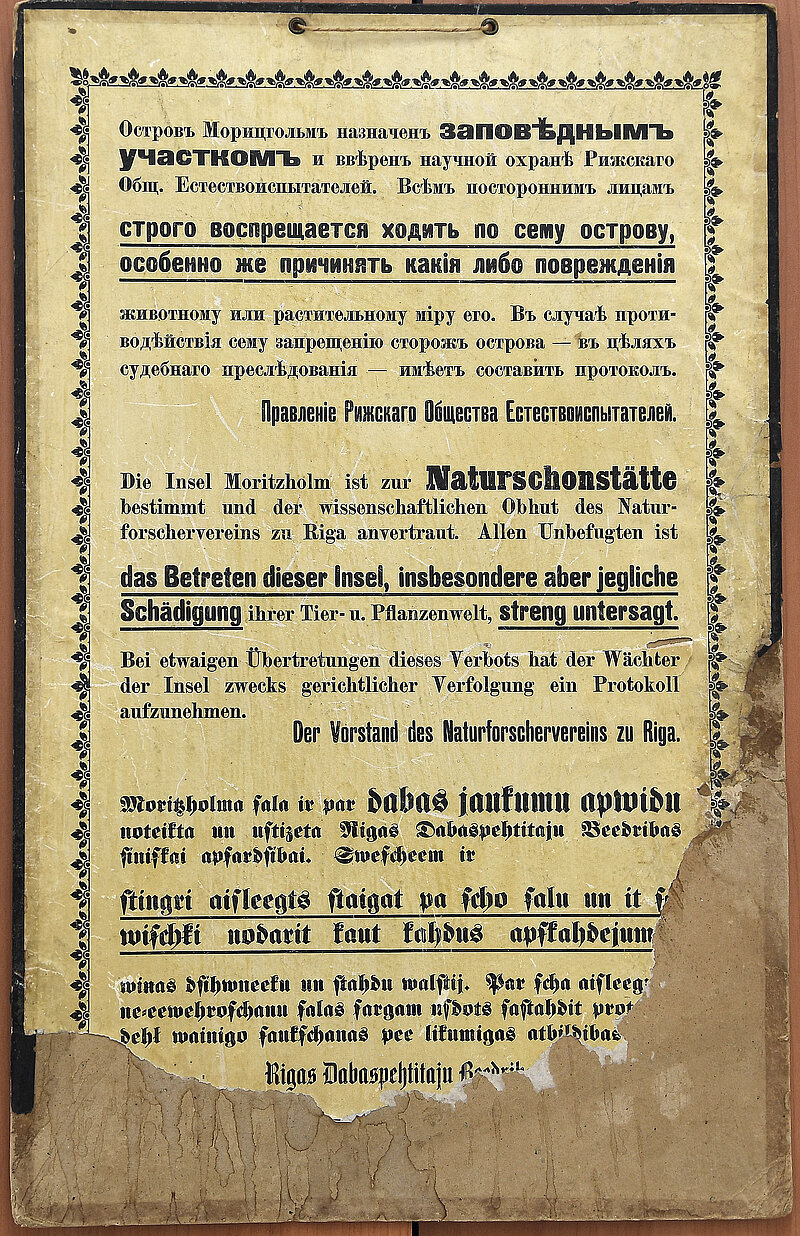 Островъ Морицгольмъ назначенъ заповѣднымъ
участкомъ и ввѣренъ научной охранѣ Рижскаго
Общ. Естествоиспытателей. Всѣмъ постороннимъ лицамъ
строго воспрещается ходить по сему острову,
особенно же причинять какія либо поврежденія
животному или растительному міру его. Въ случаѣ проти-
водѣйствія сему запрещенію сторожъ острова — въ цѣляхъ
судебнаго преслѣдованія — имѣетъ составить протоколъ.
Правленіе Рижскаго Общества Естествоиспытателей.
Die Insel Moritzholm ist zur Naturschonstätte
bestimmt und der wissenschaftlichen Obhut des Natur-
forschervereins zu Riga anvertraut. Allen Unbefugten ist
das Betreten dieser Insel, insbesondere aber jegliche
Schädigung ihrer Tier- u. Pflanzenwelt, streng untersagt.
Bei etwaigen Übertretungen dieses Verbots hat der Wächter
der Insel zwecks gerichtlicher Verfolgung ein Protokoll
aufzunehmen.
Der Vorstand des Naturforschervereins zu Riga.
Moritzholma sala ir par dabas jaukumu apwidu
noteikta un ustizeta Rigas Dabaspehtitaju Beedribas
siniskai apsardsibai. Swescheem ir
stingri aisleegts staigat pa scho salu un it
wischki nodarit kaut kahdus apskahdejum
winas dsihwneeku un stahdu walstij. Par scha aisleeg
ne-eewehroschanu salas sargam usdots sastahdit prot
dehl wainigo saukschanas pee likumigas atbildibas
Rigas Dabaspehtitaju